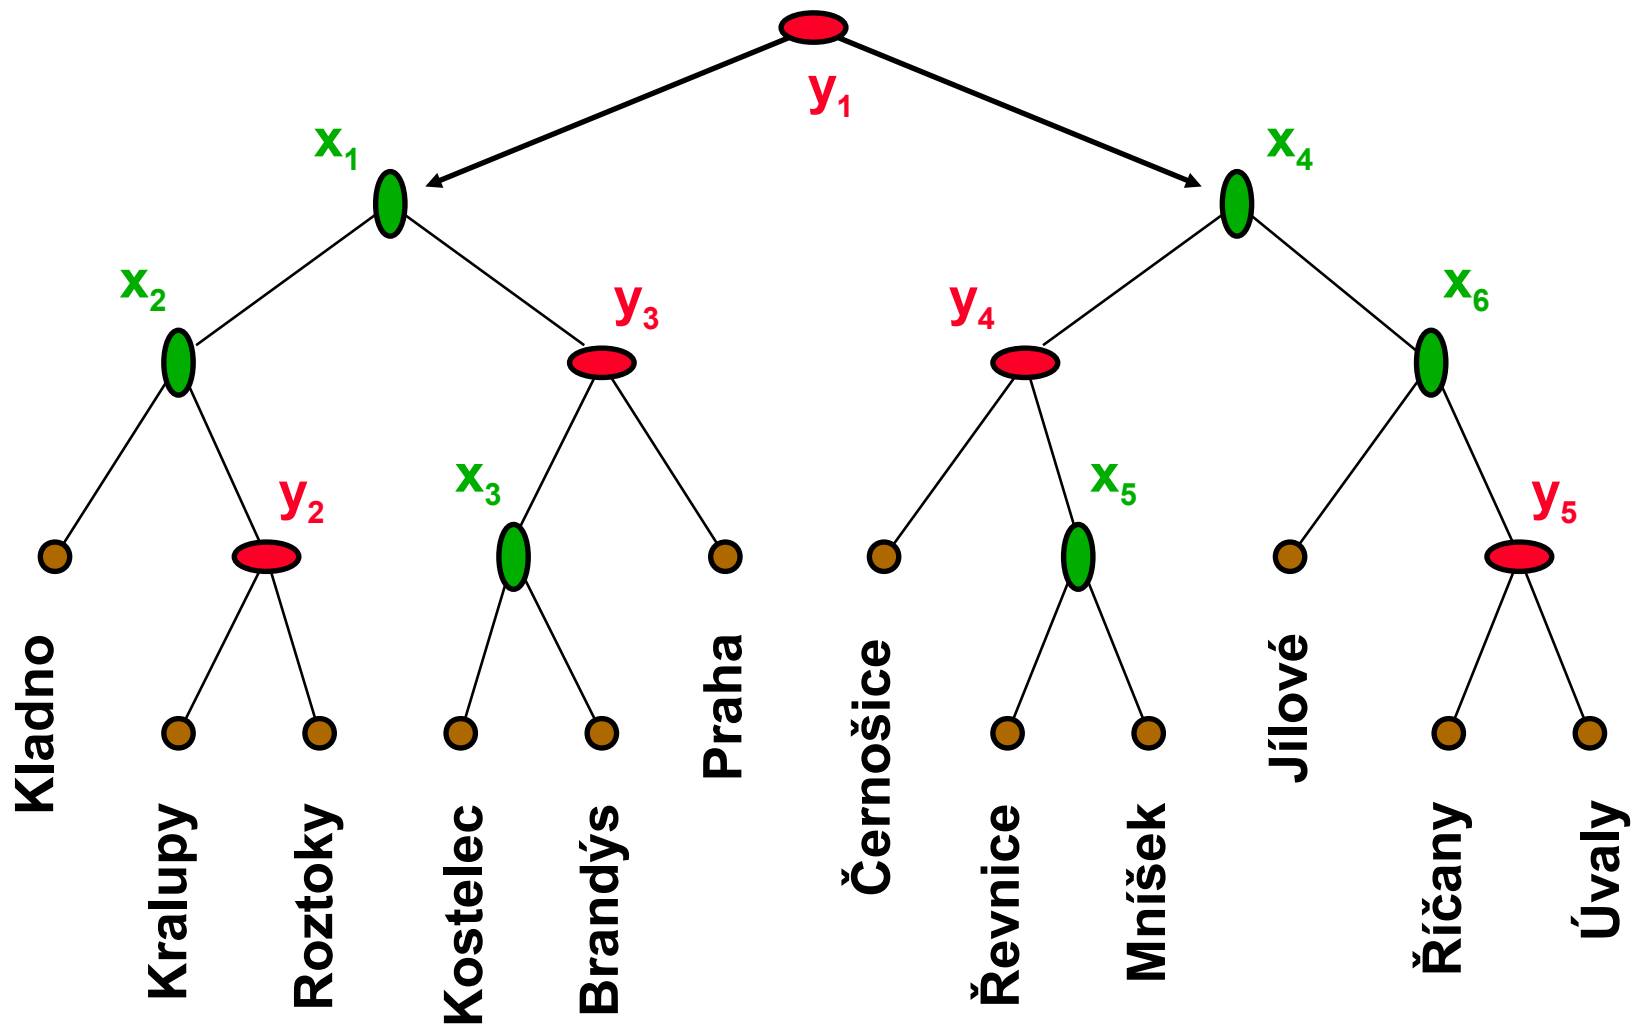 y1
x1
x4
x2
y3
y4
x6
x3
x5
y2
y5
Kladno
Kralupy
Roztoky
Kostelec
Brandýs
Praha
Černošice
Řevnice
Mníšek
Jílové
Říčany
Úvaly